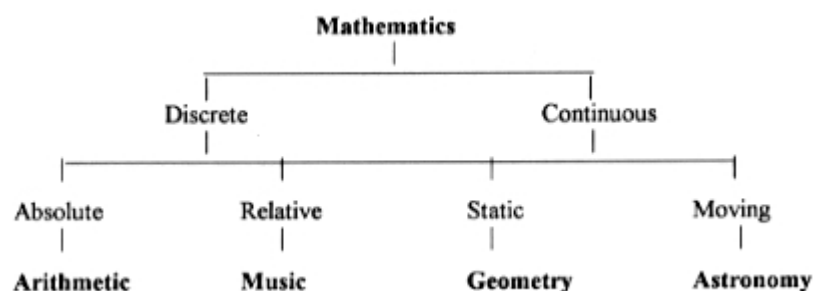 Mathematics
Discrete Continuous
Absolute Relative Static Moving
Arithmetic Music Geometry Astronomy